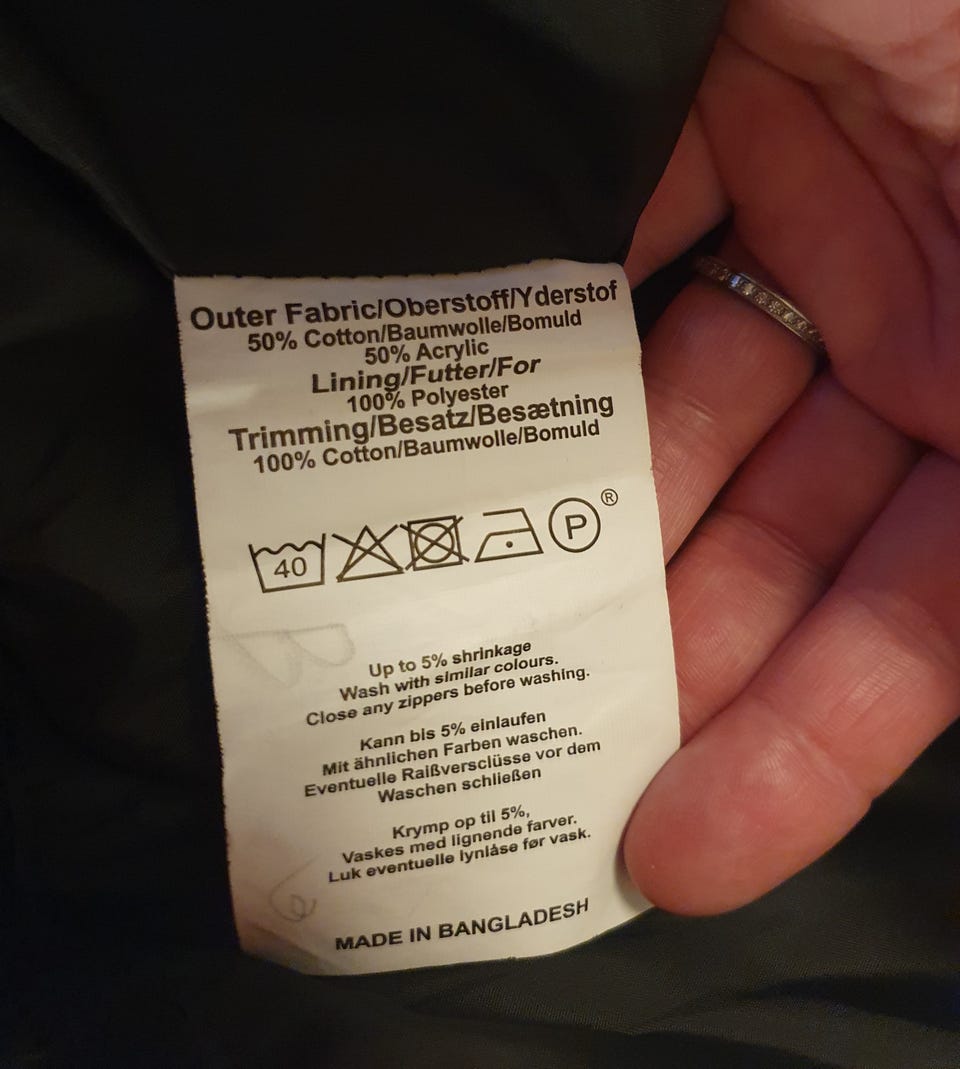 Outer Fabric/Oberstoff/Yderstof
50% Cotton/Baumwolle/Bomuld
50% Acrylic
Lining/Futter/For
100% Polyester
Trimming/Besatz/Besætning
100% Cotton/Baumwolle/Bomuld
40 P ®
Up to 5% shrinkage
Wash with similar colours.
Close any zippers before washing.
Kann bis 5% einlaufen
Mit ähnlichen Farben waschen.
Eventuelle Raißversclüsse vor dem
Waschen schließen
Krymp op til 5%,
Vaskes med lignende farver.
Luk eventuelle lynlåse før vask.
MADE IN BANGLADESH